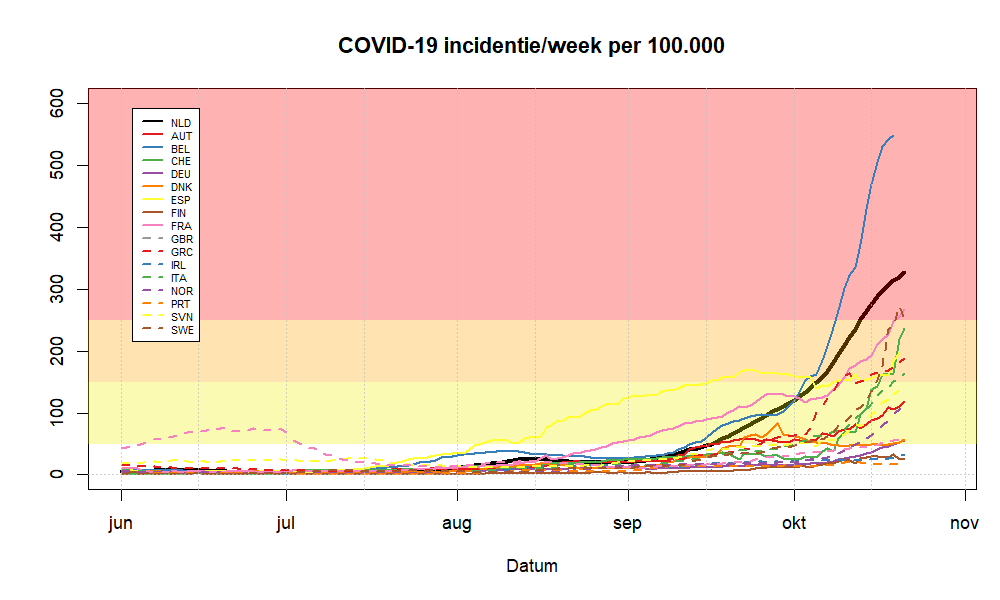 COVID-19 incidentie/week per 100.000
600
500
400
300
200
100
0
NLD
AUT
BEL
CHE
DEU
DNK
ESP
FIN
FRA
GBR
GRC
IRL
ITA
NOR
PRT
SVN
SWE
jun jul aug sep okt nov
Datum